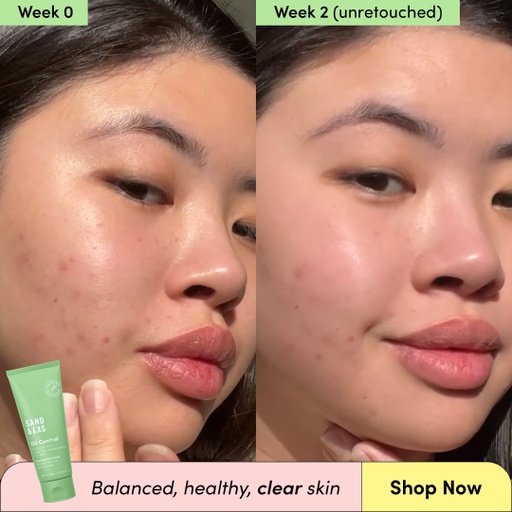 Week 0
Week 2 (unretouched)
SAND
&SKY
Oil Control
Balanced, healthy, clear skin
Shop Now